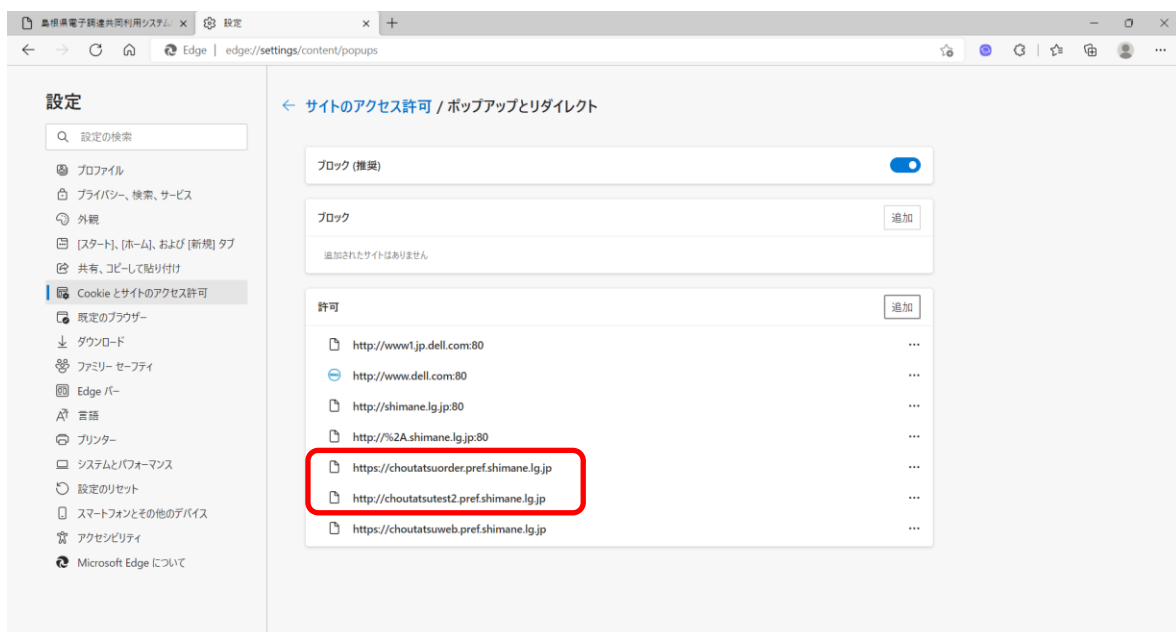 島根県電子調達共同利用システム
設定
Edge | edge://settings/content/popups
設定
設定の検索
プロファイル
プライバシー、検索、サービス
外観
[スタート]、[ホーム]、および [新規] タブ
共有、コピーして貼り付け
Cookie とサイトのアクセス許可
既定のブラウザー
ダウンロード
ファミリー セーフティ
Edge バー
言語
プリンター
システムとパフォーマンス
設定のリセット
スマートフォンとその他のデバイス
アクセシビリティ
Microsoft Edge について
サイトのアクセス許可 / ポップアップとリダイレクト
ブロック (推奨)
ブロック
追加
追加されたサイトはありません
許可
追加
http://www1.jp.dell.com:80
http://www.dell.com:80
http://shimane.lg.jp:80
http://%2A.shimane.lg.jp:80
https://choutatsuorder.pref.shimane.lg.jp
http://choutatsutest2.pref.shimane.lg.jp
https://choutatsuweb.pref.shimane.lg.jp